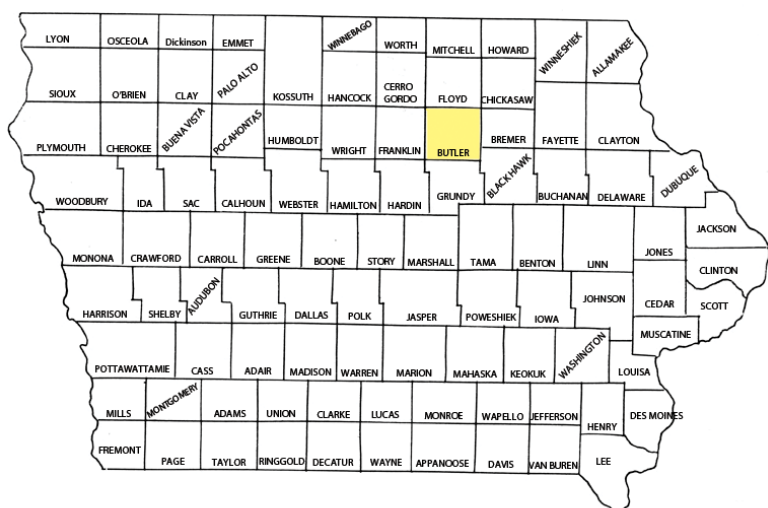 LYON
OSCEOLA
Dickinson
EMMET
WINNEBAGO
WORTH
MITCHELL
HOWARD
WINNESHIEK
ALLAMAKEE
SIOUX
O'BRIEN
CLAY
PALO ALTO
KOSSUTH
HANCOCK
CERRO
GORDO
FLOYD
CHICKASAW
PLYMOUTH
CHEROKEE
BUENA VISTA
POCAHONTAS
HUMBOLDT
WRIGHT
FRANKLIN
BUTLER
BREMER
FAYETTE
CLAYTON
WOODBURY
IDA
SAC
CALHOUN
WEBSTER
HAMILTON
HARDIN
GRUNDY
BLACK HAWK
BUCHANAN
DELAWARE
DUBUQUE
MONONA
CRAWFORD
CARROLL
GREENE
BOONE
STORY
MARSHALL
TAMA
BENTON
LINN
JONES
JACKSON
CLINTON
HARRISON
SHELBY
AUDUBON
GUTHRIE
DALLAS
POLK
JASPER
POWESHIEK
IOWA
JOHNSON
CEDAR
SCOTT
MUSCATINE
POTTAWATTAMIE
CASS
ADAIR
MADISON
WARREN
MARION
MAHASKA
KEOKUK
WASHINGTON
LOUISA
MILLS
MONTGOMERY
ADAMS
UNION
CLARKE
LUCAS
MONROE
WAPELLO
JEFFERSON
HENRY
DES MOINES
FREMONT
PAGE
TAYLOR
RINGGOLD
DECATUR
WAYNE
APPANOOSE
DAVIS
VAN BUREN
LEE